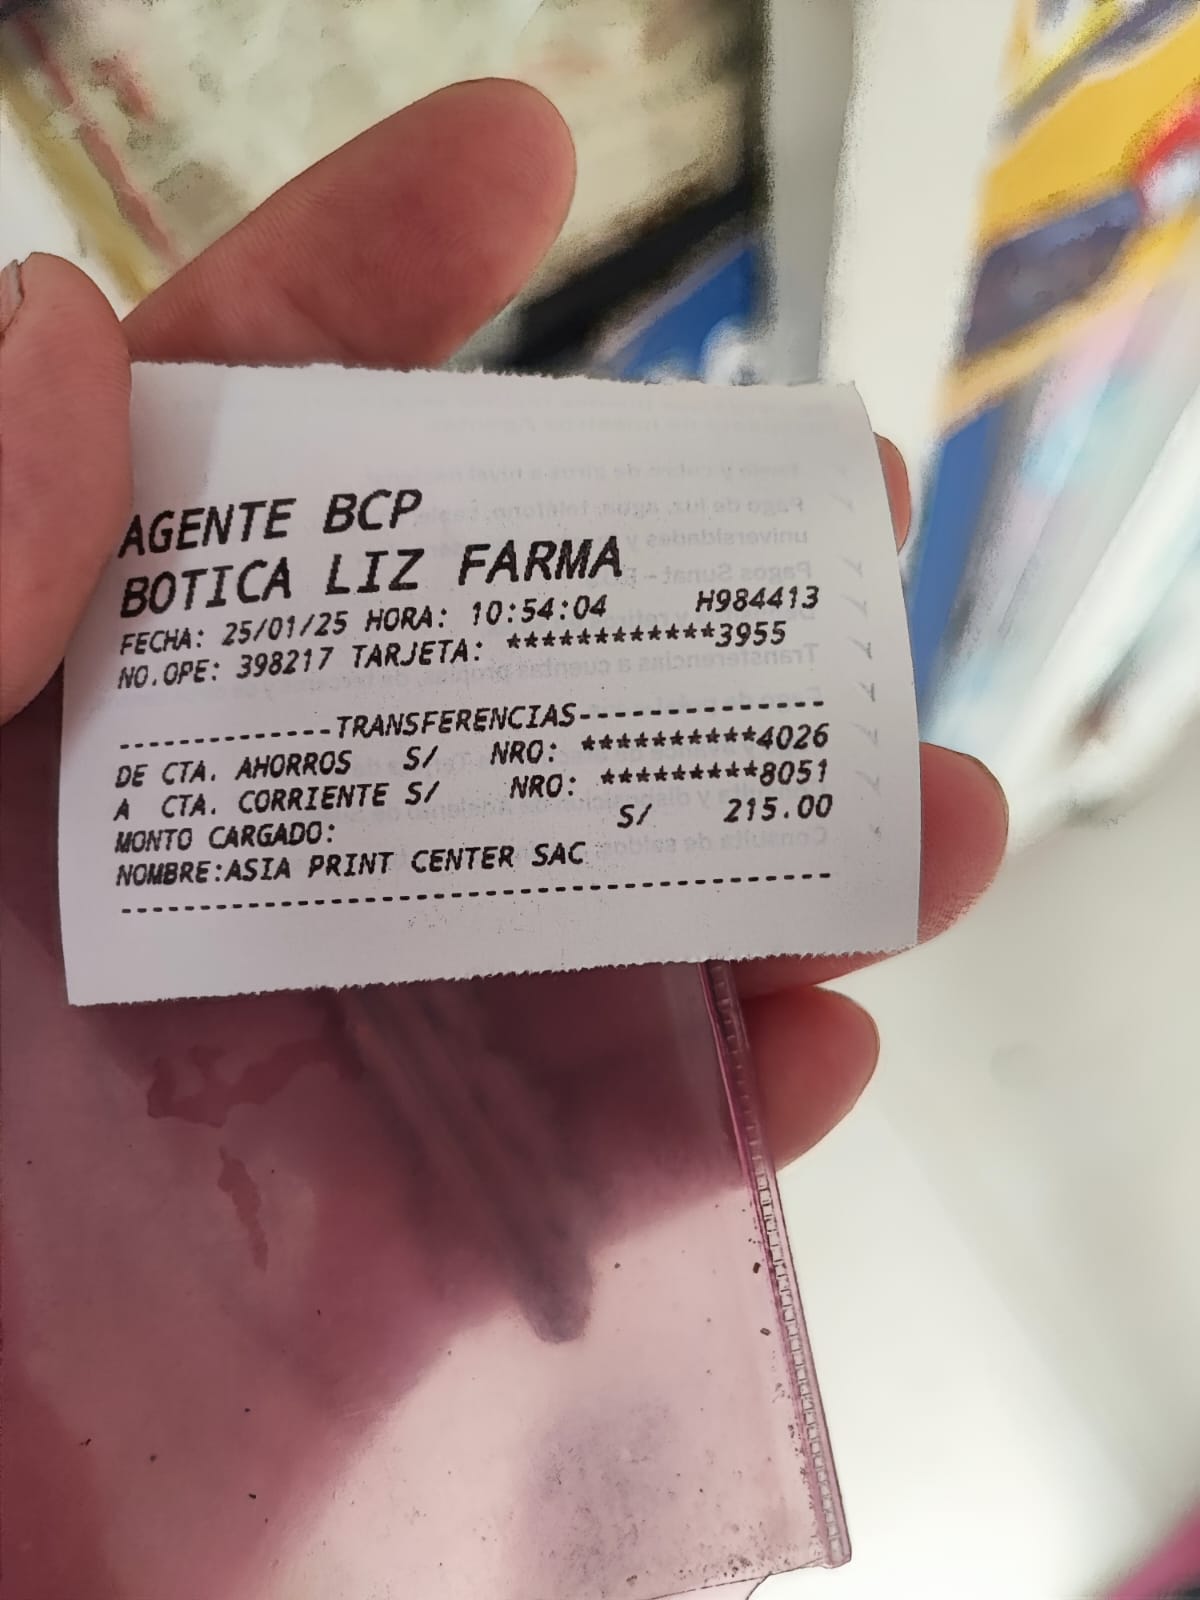 AGENTE BCP
BOTICA LIZ FARMA
FECHA: 25/01/25 HORA: 10:54:04 H984413
NO.OPE: 398217 TARJETA: ************3955
--------------TRANSFERENCIAS--------------
DE CTA. AHORROS S/ NRO: **********4026
A CTA. CORRIENTE S/ NRO: *********8051
MONTO CARGADO: S/ 215.00
NOMBRE:ASIA PRINT CENTER SAC